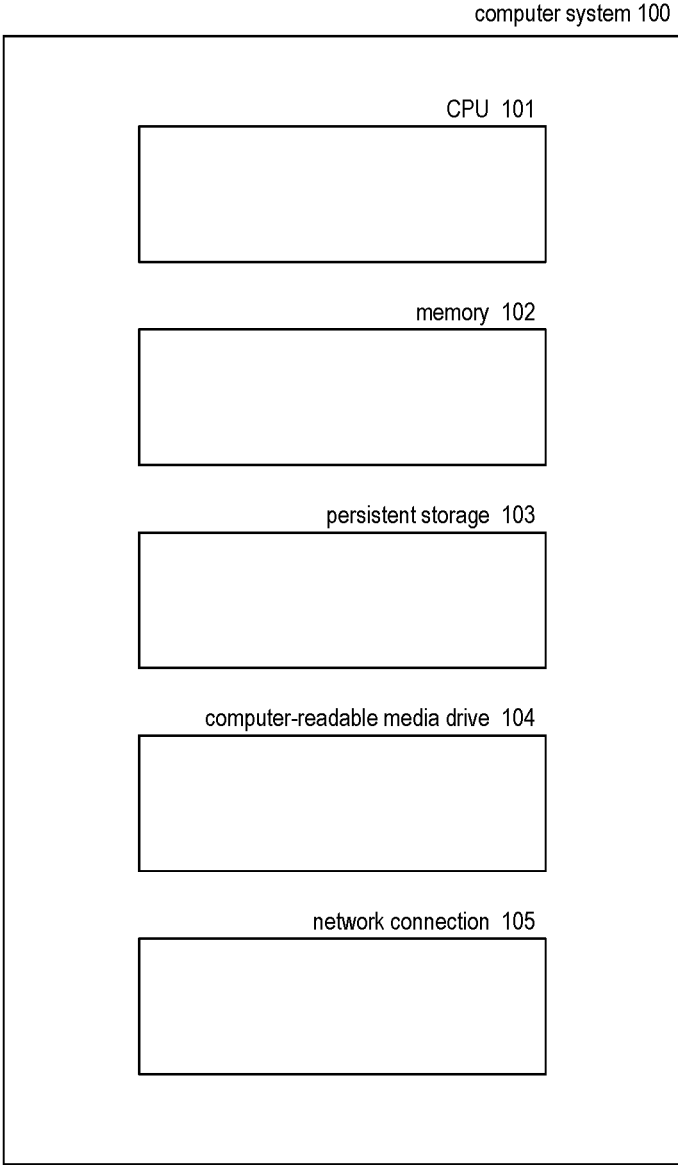 computer system 100
CPU 101
memory 102
persistent storage 103
computer-readable media drive 104
network connection 105